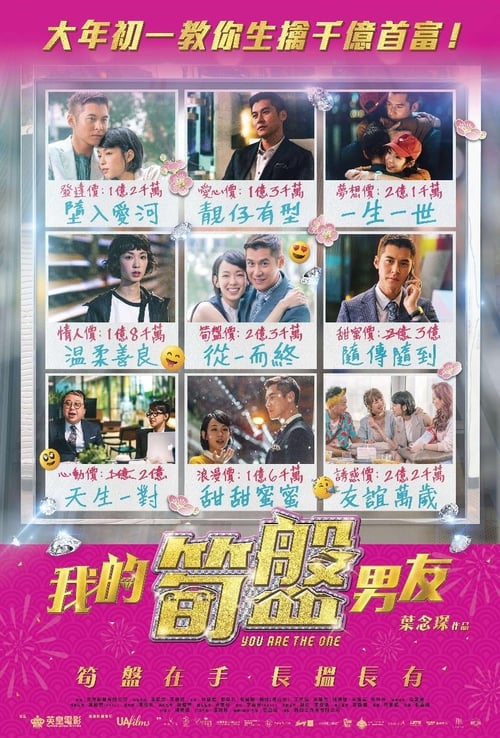 大年初一教你生擒千億首富！
發達價：1億2千萬
墮入愛河
愛心價：1億3千萬
靚仔有型
夢想價：2億1千萬
一生一世
情人價：1億8千萬
温柔善良
筍盤價：2億3千萬
從一而終
甜蜜價：2億 3億
隨傳隨到
心動價：1億 2億
天生一對
浪漫價：1億6千萬
甜甜蜜蜜
誘惑價：2億2千萬
友誼萬歲
我的筍盤男友
YOU ARE THE ONE
葉念琛作品
筍盤在手 長搵長有
英皇電影
UAfilms